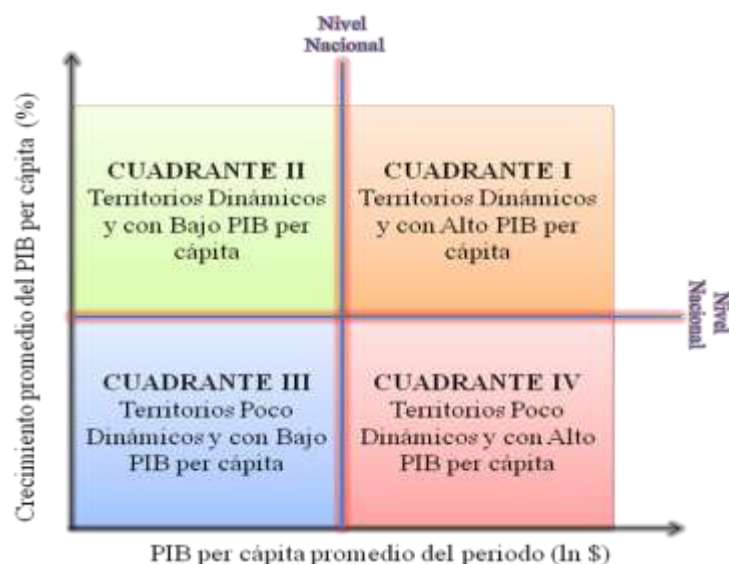 Nivel
Nacional
Crecimiento promedio del PIB per cápita (%)
CUADRANTE II
Territorios Dinámicos
y con Bajo PIB per
cápita
CUADRANTE I
Territorios Dinámicos
y con Alto PIB per
cápita
Nivel
Nacional
CUADRANTE III
Territorios Poco
Dinámicos y con Bajo
PIB per cápita
CUADRANTE IV
Territorios Poco
Dinámicos y con Alto
PIB per cápita
PIB per cápita promedio del periodo (ln $)